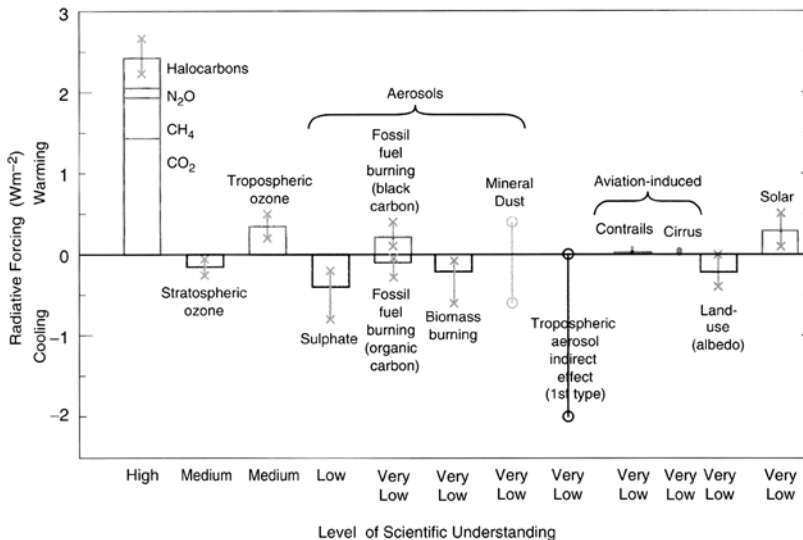 3
2
1
0
−1
−2
Radiative Forcing (Wm−2)
Cooling Warming
Halocarbons
N2O
CH4
CO2
Stratospheric
ozone
Tropospheric
ozone
Aerosols
Sulphate
Fossil
fuel
burning
(black
carbon)
Fossil
fuel
burning
(organic
carbon)
Biomass
burning
Mineral
Dust
Tropospheric
aerosol
indirect
effect
(1st type)
Aviation-induced
Contrails
Cirrus
Land-
use
(albedo)
Solar
High
Medium
Medium
Low
Very
Low
Very
Low
Very
Low
Very
Low
Very
Low
Very
Low
Very
Low
Very
Low
Level of Scientific Understanding